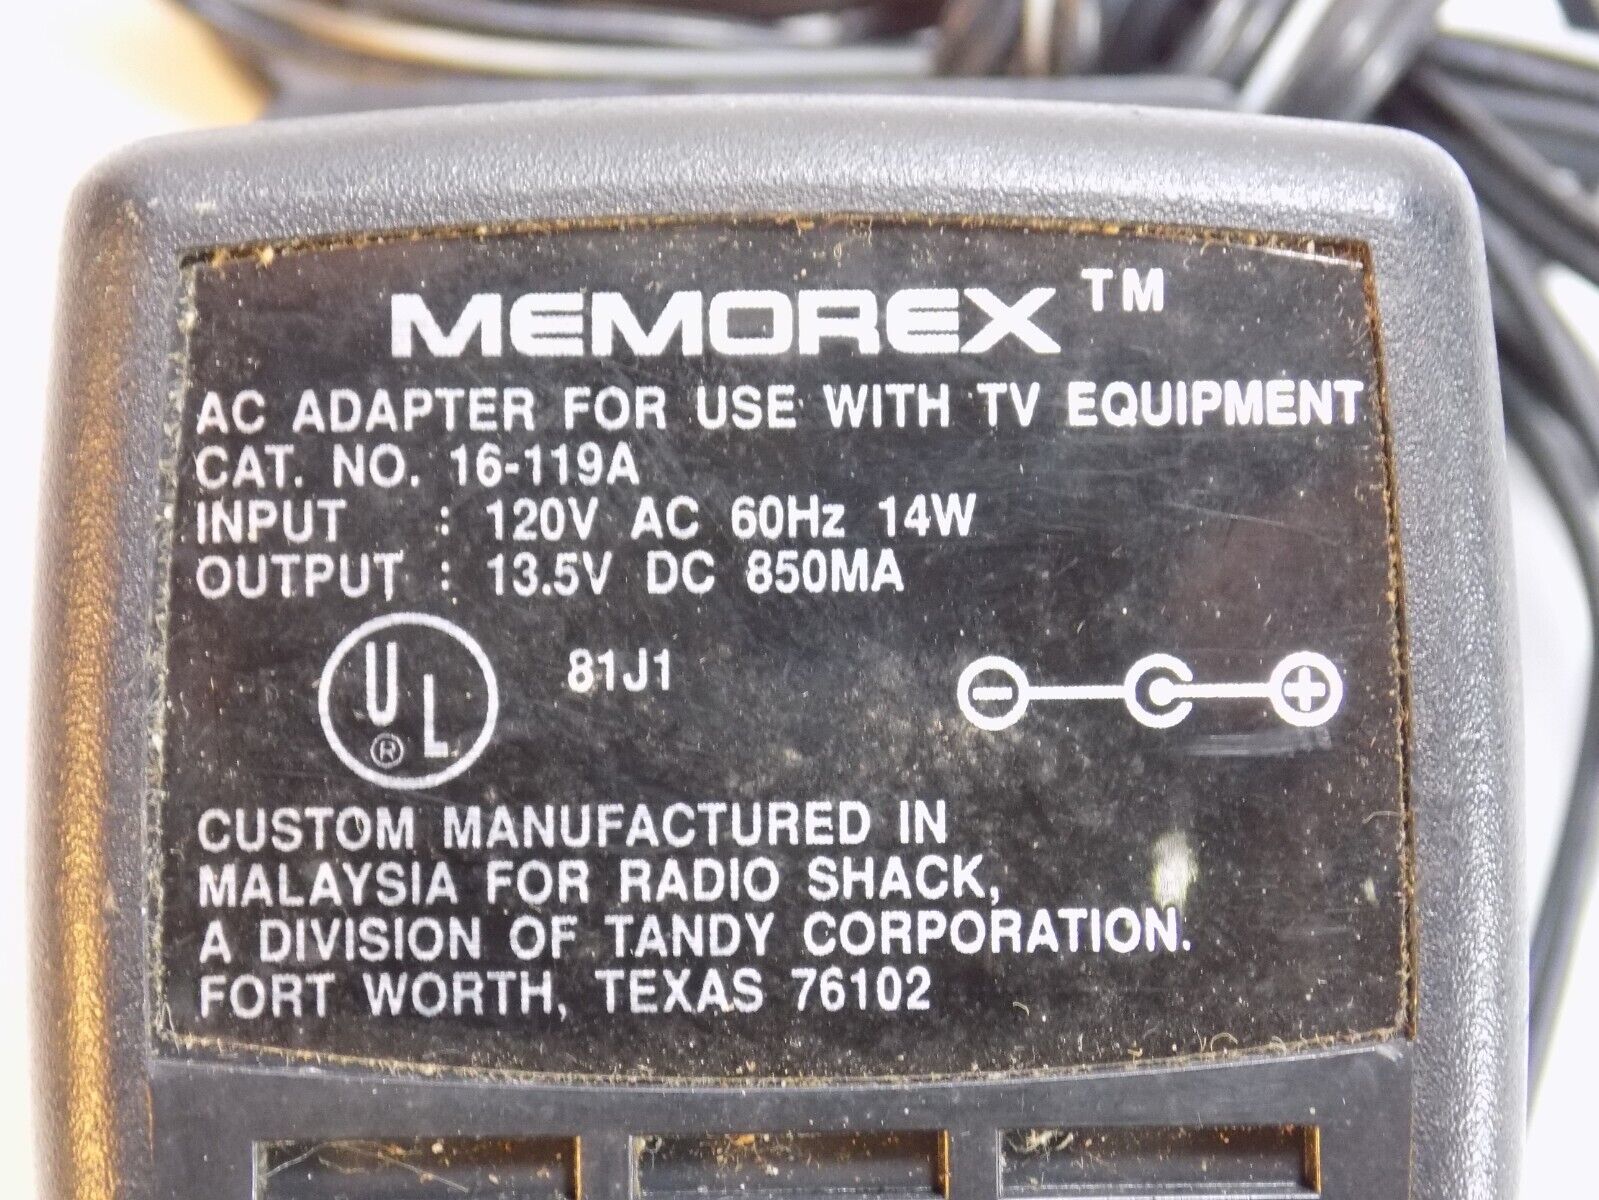 MEMOREX™
AC ADAPTER FOR USE WITH TV EQUIPMENT
CAT. NO. 16-119A
INPUT : 120V AC 60Hz 14W
OUTPUT : 13.5V DC 850MA
UL®
81J1
CUSTOM MANUFACTURED IN
MALAYSIA FOR RADIO SHACK,
A DIVISION OF TANDY CORPORATION.
FORT WORTH, TEXAS 76102